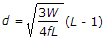 d = √(3W/4fL) (L - 1)